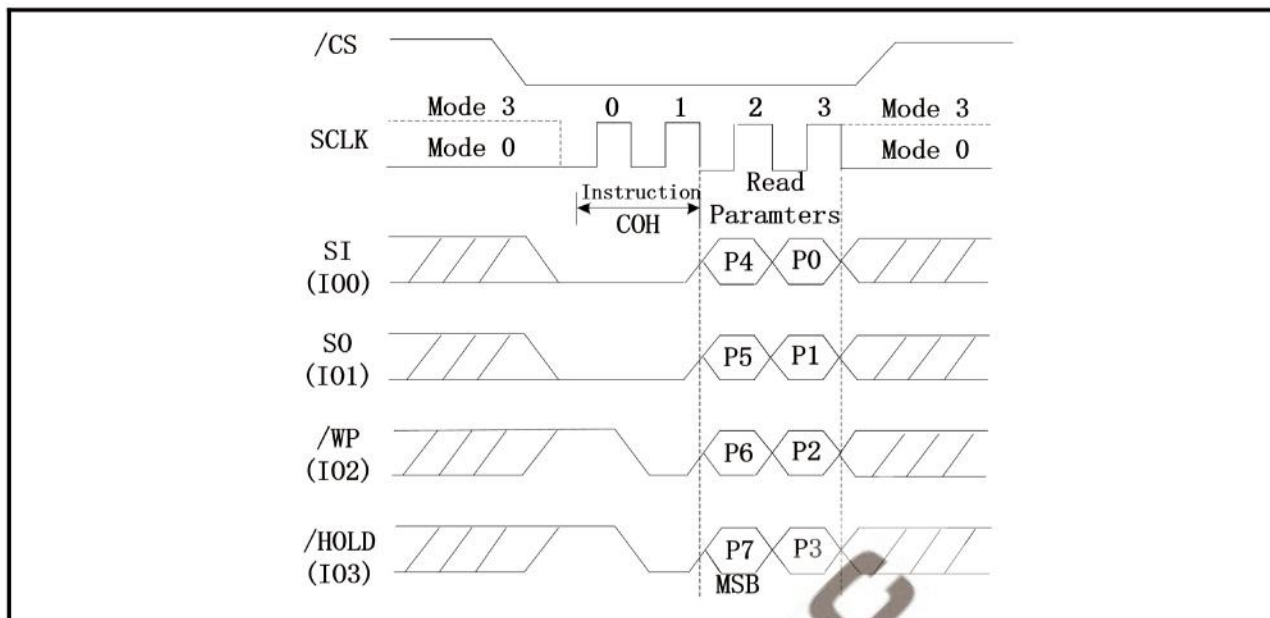 /CS
Mode 3 0 1 2 3 Mode 3
SCLK
Mode 0 Mode 0
Instruction Read
COH Paramters
SI
(IO0)
P4 P0
SO
(IO1)
P5 P1
/WP
(IO2)
P6 P2
/HOLD
(IO3)
P7 P3
MSB